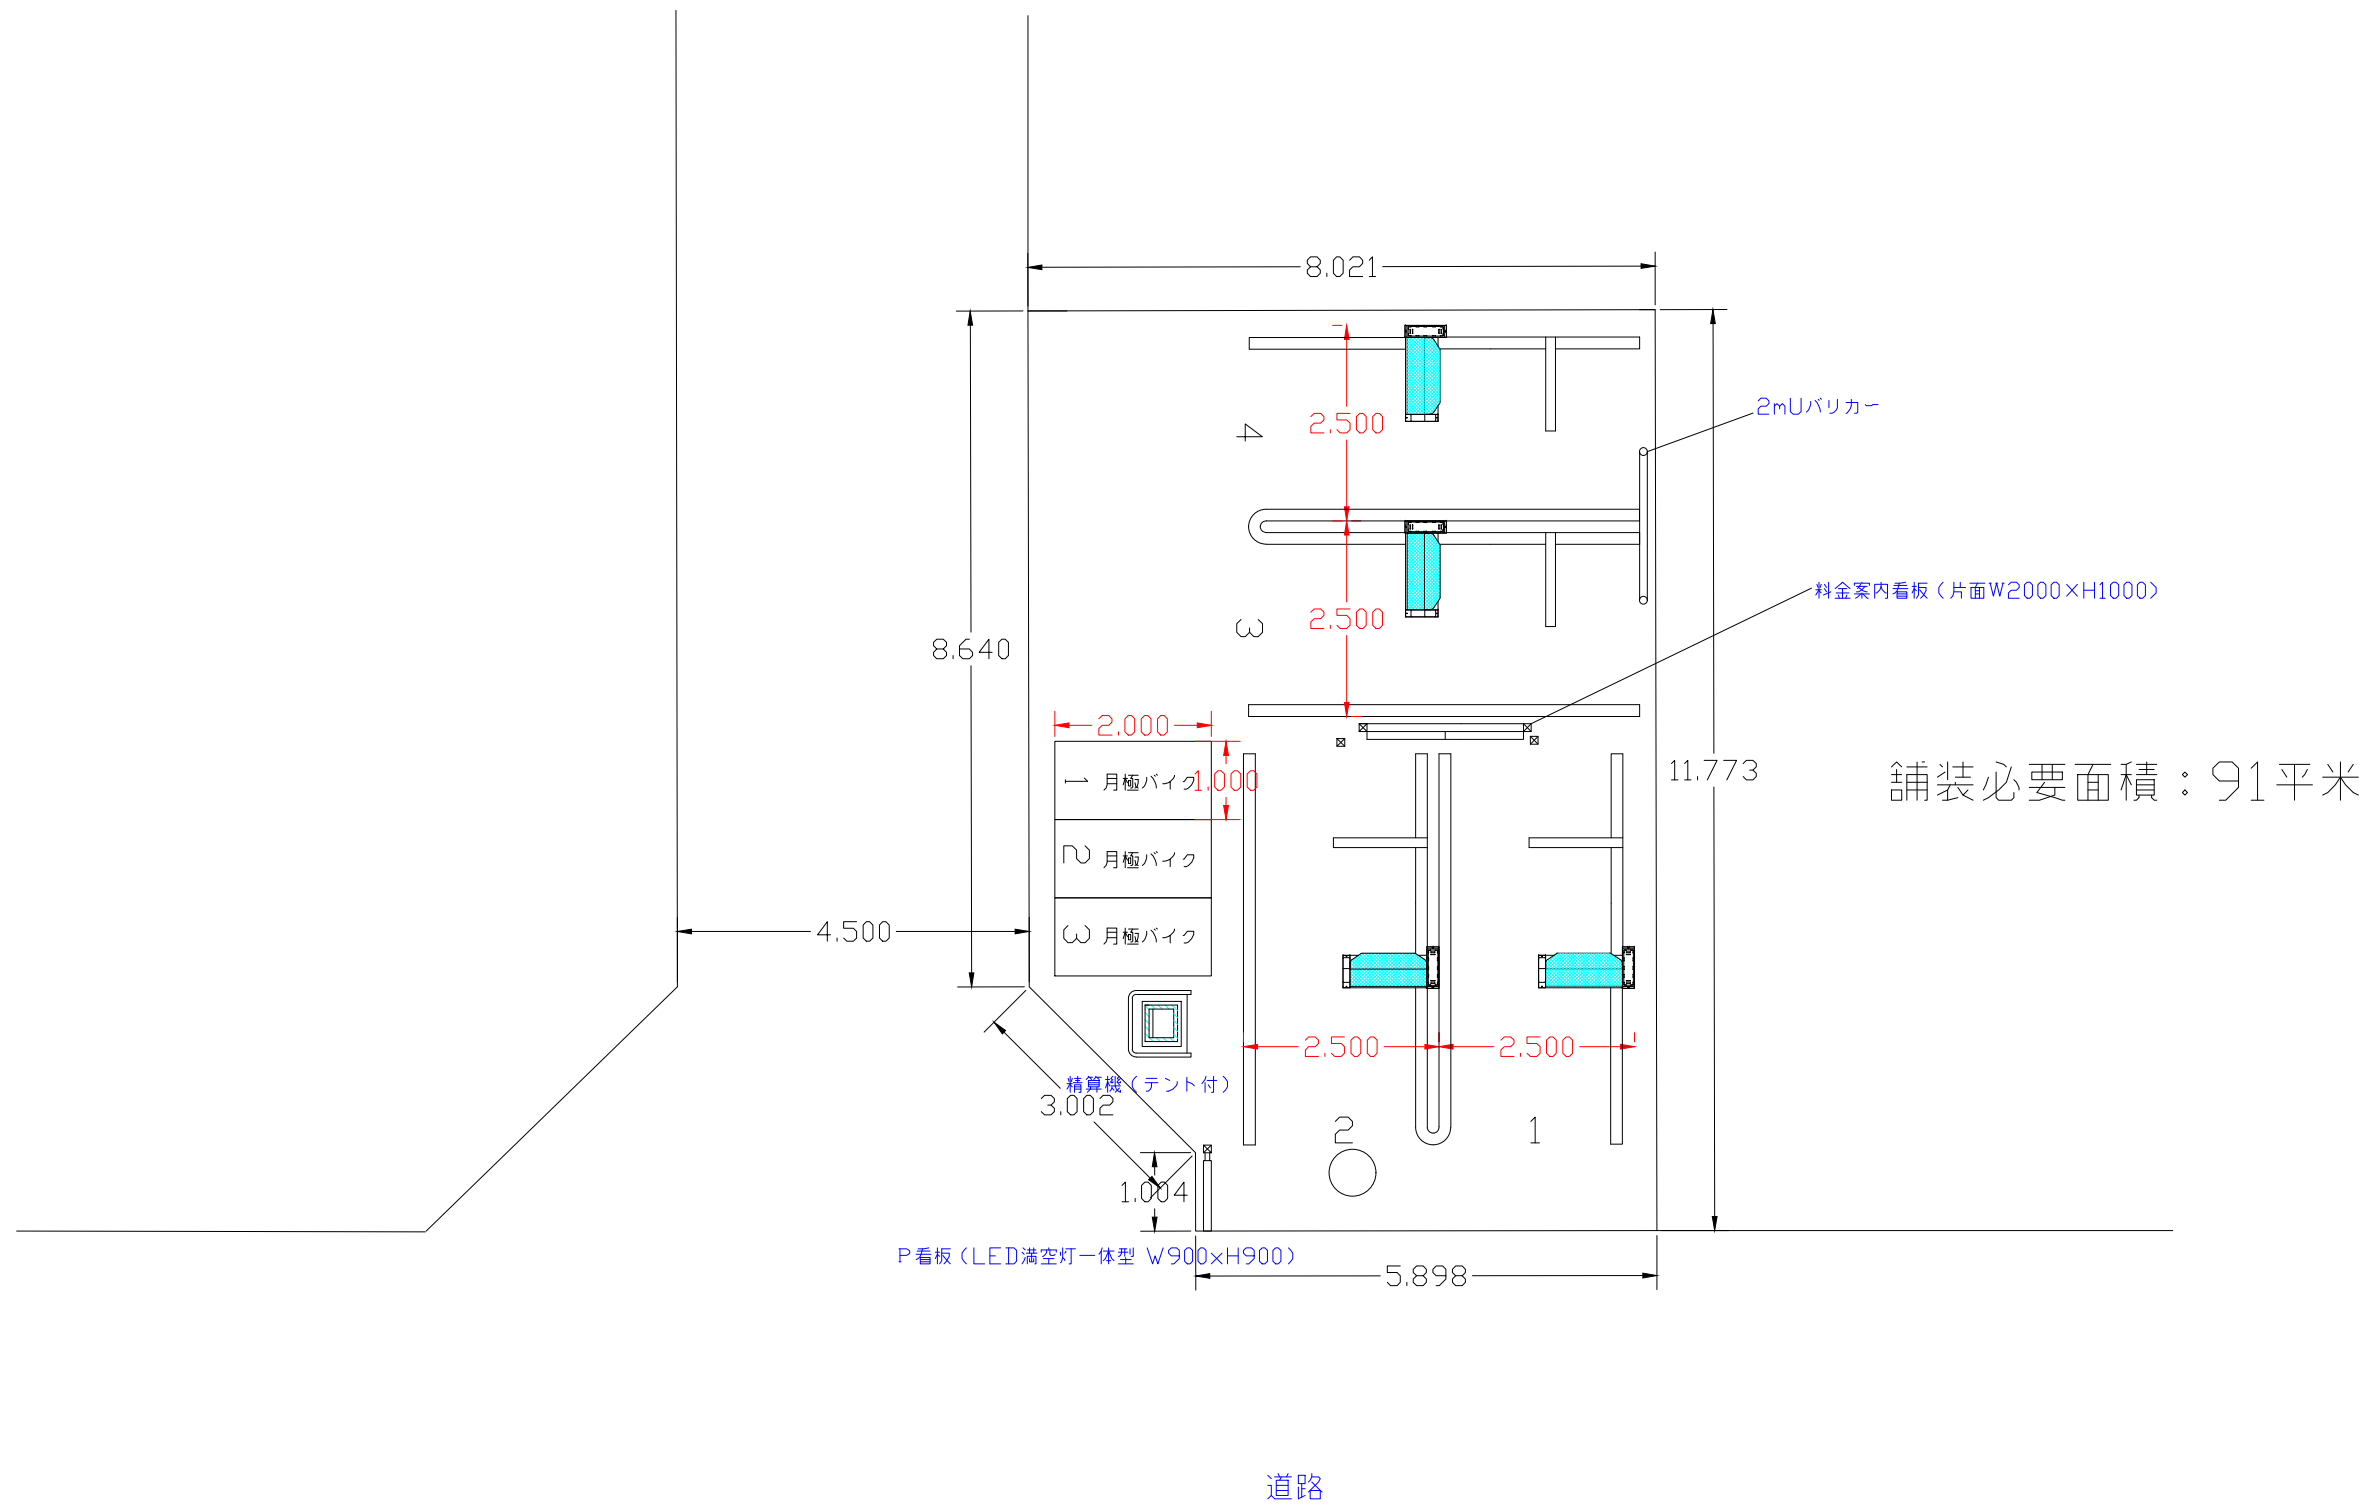 8.021
2mUバリカー
4
2.500
料金案内看板（片面W2000×H1000）
3
2.500
8.640
2.000
11.773
舗装必要面積：91平米
1 月極バイク
1.000
2 月極バイク
3 月極バイク
4.500
2.500
2.500
精算機（テント付）
3.002
2
1
1.004
P看板（LED満空灯一体型 W900xH900）
5.898
道路